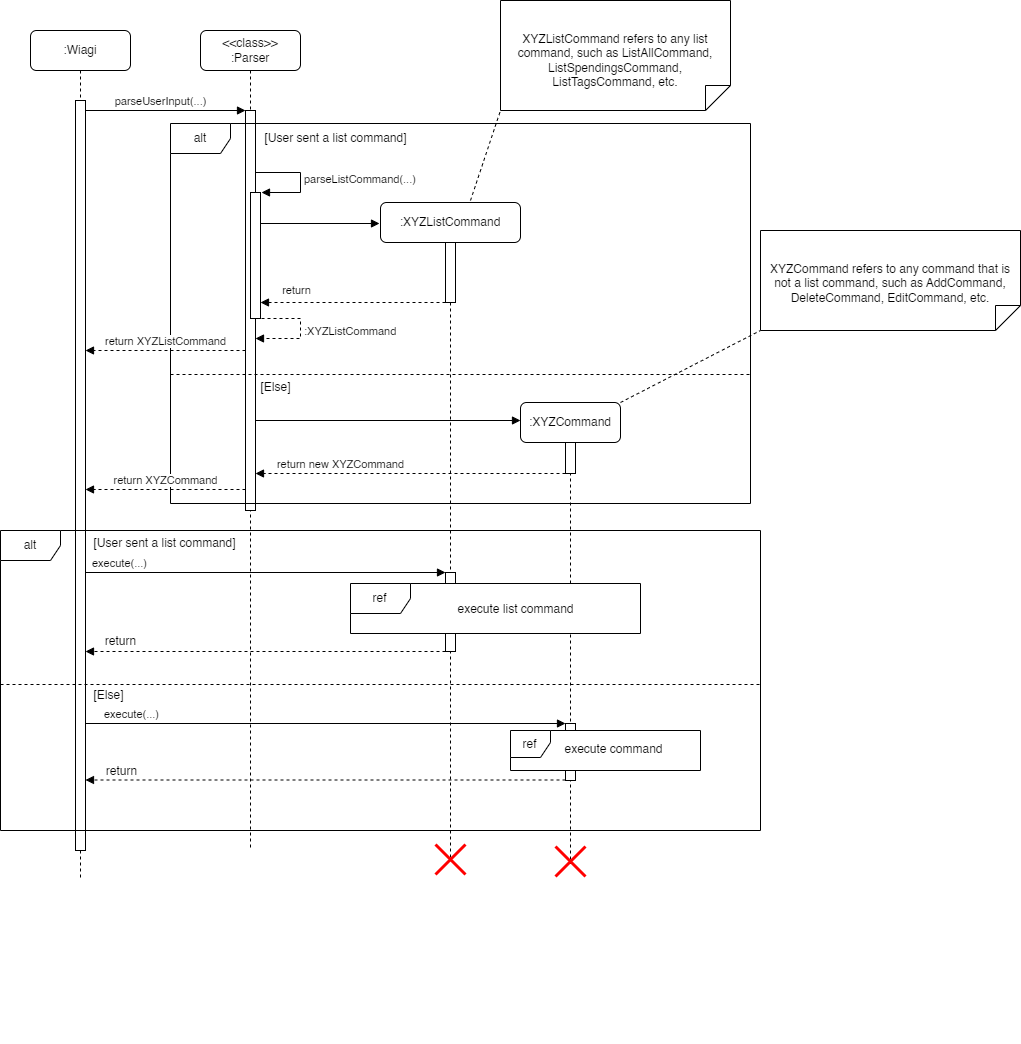 XYZListCommand refers to any list
command, such as ListAllCommand,
ListSpendingsCommand,
ListTagsCommand, etc.
:Wiagi
<<class>>
:Parser
parseUserInput(...)
alt
[User sent a list command]
parseListCommand(...)
:XYZListCommand
XYZCommand refers to any command that is
not a list command, such as AddCommand,
DeleteCommand, EditCommand, etc.
return
:XYZListCommand
return XYZListCommand
[Else]
:XYZCommand
return new XYZCommand
return XYZCommand
alt
[User sent a list command]
execute(...)
ref
execute list command
return
[Else]
execute(...)
ref
execute command
return